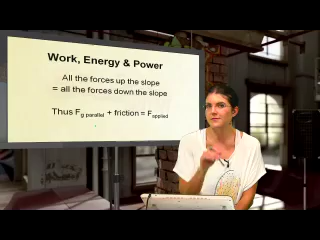 Work, Energy & Power
All the forces up the slope
= all the forces down the slope
Thus Fg parallel + friction = Fapplied